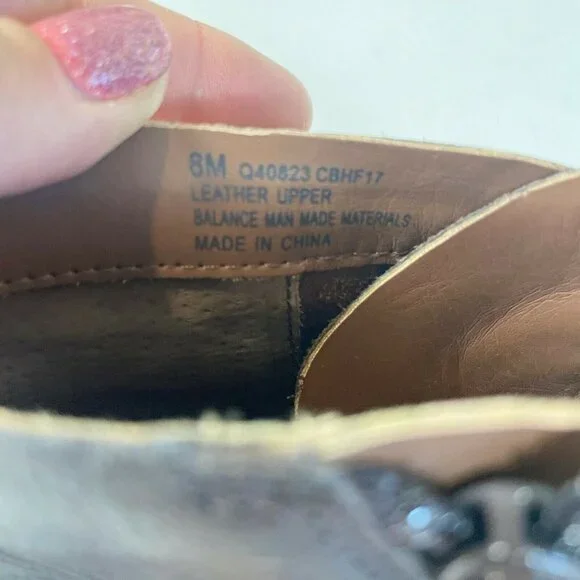 8M Q40823 CBHF17
LEATHER UPPER
BALANCE MAN MADE MATERIALS
MADE IN CHINA